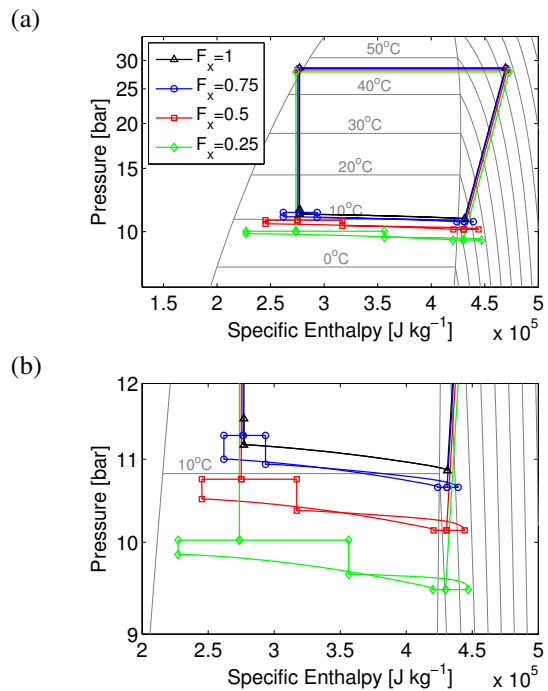 (a)
F_x=1
F_x=0.75
F_x=0.5
F_x=0.25
50°C
40°C
30°C
20°C
10°C
0°C
30
25
20
15
10
Pressure [bar]
1.5
2
2.5
3
3.5
4
4.5
5
Specific Enthalpy [J kg⁻¹]
x 10⁵
(b)
10°C
12
11
10
9
Pressure [bar]
2
2.5
3
3.5
4
4.5
5
Specific Enthalpy [J kg⁻¹]
x 10⁵